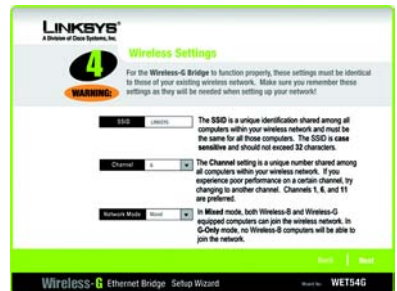 LINKSYS®
A Division of Cisco Systems, Inc.
4
WARNING:
Wireless Settings
For the Wireless-G Bridge to function properly, these settings must be identical
to those of your existing wireless network. Make sure you remember these
settings as they will be needed when setting up your network!
SSID LINKSYS
The SSID is a unique identification shared among all
computers within your wireless network and must be
the same for all those computers. The SSID is case
sensitive and should not exceed 32 characters.
Channel 6
The Channel setting is a unique number shared among
all computers within your wireless network. If you
experience poor performance on a certain channel, try
changing to another channel. Channels 1, 6, and 11
are preferred.
Network Mode Mixed
In Mixed mode, both Wireless-B and Wireless-G
equipped computers can join the wireless network. In
G-Only mode, no Wireless-B computers will be able to
join the network.
Back Next
Wireless-G Ethernet Bridge Setup Wizard Model No. WET54G